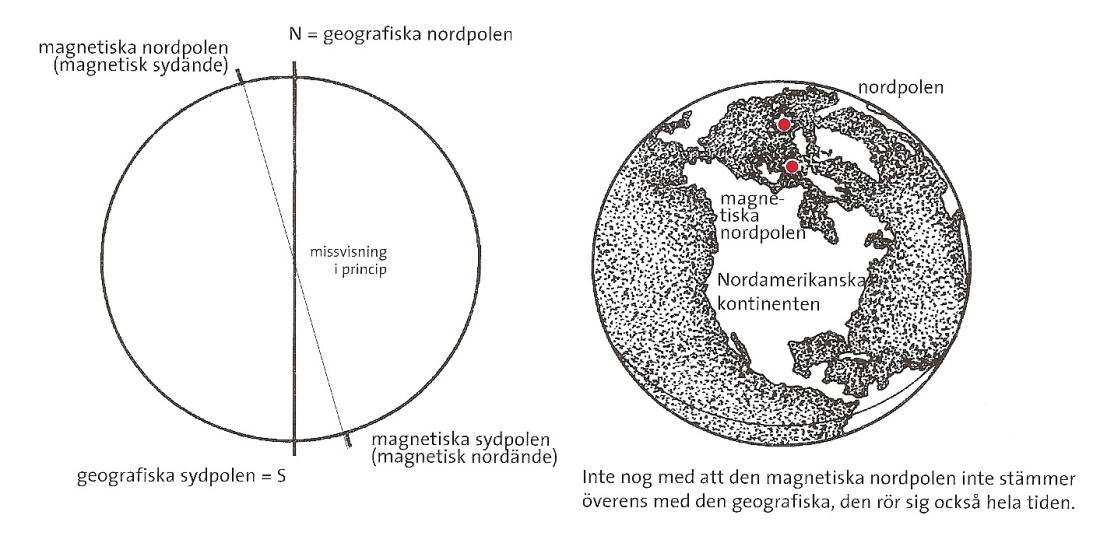 N = geografiska nordpolen
magnetiska nordpolen
(magnetisk sydände)
missvisning
i princip
magnetiska sydpolen
(magnetisk nordände)
geografiska sydpolen = S
nordpolen
magne-
tiska
nordpolen
Nordamerikanska
kontinenten
Inte nog med att den magnetiska nordpolen inte stämmer
överens med den geografiska, den rör sig också hela tiden.